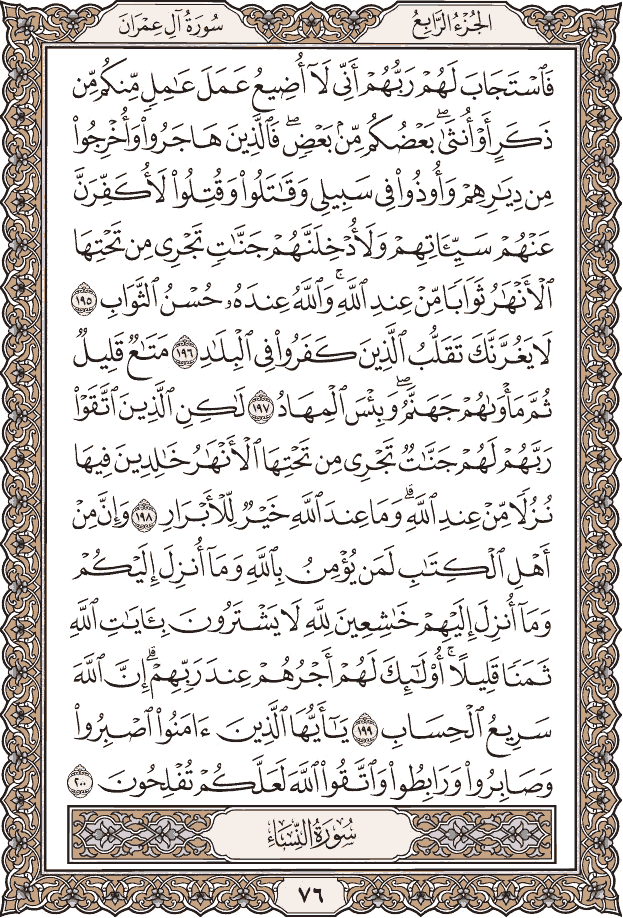 الجُزْءُ الرَّابِعُ
سُورَةُ آلِ عِمْرَانَ
فَٱسْتَجَابَ لَهُمْ رَبُّهُمْ أَنِّي لَآ أُضِيعُ عَمَلَ عَٰمِلٖ مِّنكُم مِّن
ذَكَرٍ أَوْ أُنثَىٰۖ بَعْضُكُم مِّنۢ بَعْضٖۖ فَٱلَّذِينَ هَاجَرُواْ وَأُخْرِجُواْ
مِن دِيَٰرِهِمْ وَأُوذُواْ فِي سَبِيلِي وَقَٰتَلُواْ وَقُتِلُواْ لَأُكَفِّرَنَّ
عَنْهُمْ سَيِّـَٔاتِهِمْ وَلَأُدْخِلَنَّهُمْ جَنَّٰتٖ تَجْرِي مِن تَحْتِهَا
ٱلْأَنْهَٰرُ ثَوَابٗا مِّنْ عِندِ ٱللَّهِۚ وَٱللَّهُ عِندَهُۥ حُسْنُ ٱلثَّوَابِ ١٩٥
لَا يَغُرَّنَّكَ تَقَلُّبُ ٱلَّذِينَ كَفَرُواْ فِي ٱلْبِلَٰدِ ١٩٦ مَتَٰعٞ قَلِيلٞ
ثُمَّ مَأْوَىٰهُمْ جَهَنَّمُۖ وَبِئْسَ ٱلْمِهَادُ ١٩٧ لَٰكِنِ ٱلَّذِينَ ٱتَّقَوْاْ
رَبَّهُمْ لَهُمْ جَنَّٰتٞ تَجْرِي مِن تَحْتِهَا ٱلْأَنْهَٰرُ خَٰلِدِينَ فِيهَا
نُزُلٗا مِّنْ عِندِ ٱللَّهِۗ وَمَا عِندَ ٱللَّهِ خَيْرٞ لِّلْأَبْرَارِ ١٩٨ وَإِنَّ مِنْ
أَهْلِ ٱلْكِتَٰبِ لَمَن يُؤْمِنُ بِٱللَّهِ وَمَآ أُنزِلَ إِلَيْكُمْ
وَمَآ أُنزِلَ إِلَيْهِمْ خَٰشِعِينَ لِلَّهِ لَا يَشْتَرُونَ بِـَٔايَٰتِ ٱللَّهِ
ثَمَنٗا قَلِيلًاۚ أُوْلَٰٓئِكَ لَهُمْ أَجْرُهُمْ عِندَ رَبِّهِمْۗ إِنَّ ٱللَّهَ
سَرِيعُ ٱلْحِسَابِ ١٩٩ يَٰٓأَيُّهَا ٱلَّذِينَ ءَامَنُواْ ٱصْبِرُواْ
وَصَابِرُواْ وَرَابِطُواْ وَٱتَّقُواْ ٱللَّهَ لَعَلَّكُمْ تُفْلِحُونَ ٢٠٠
سُورَةُ النِّسَاءِ
٧٦